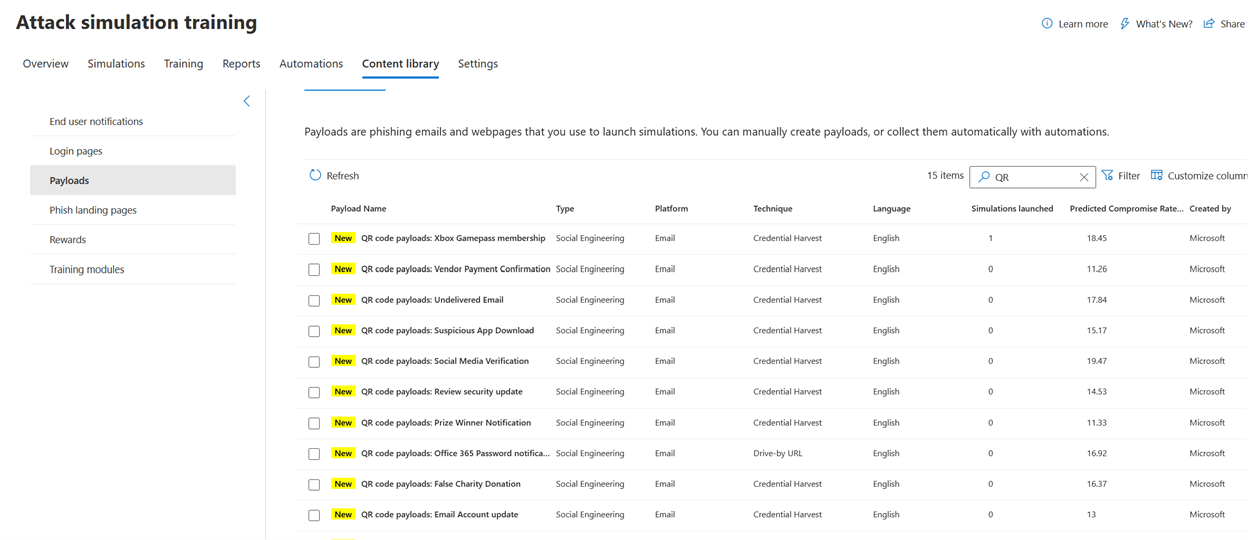 Attack simulation training
Learn more What's New? Share
Overview Simulations Training Reports Automations Content library Settings
End user notifications
Login pages
Payloads
Phish landing pages
Rewards
Training modules
Payloads are phishing emails and webpages that you use to launch simulations. You can manually create payloads, or collect them automatically with automations.
Refresh 15 items QR Filter Customize column
Payload Name Type Platform Technique Language Simulations launched Predicted Compromise Rate... Created by
New QR code payloads: Xbox Gamepass membership Social Engineering Email Credential Harvest English 1 18.45 Microsoft
New QR code payloads: Vendor Payment Confirmation Social Engineering Email Credential Harvest English 0 11.26 Microsoft
New QR code payloads: Undelivered Email Social Engineering Email Credential Harvest English 0 17.84 Microsoft
New QR code payloads: Suspicious App Download Social Engineering Email Credential Harvest English 0 15.17 Microsoft
New QR code payloads: Social Media Verification Social Engineering Email Credential Harvest English 0 19.47 Microsoft
New QR code payloads: Review security update Social Engineering Email Credential Harvest English 0 14.53 Microsoft
New QR code payloads: Prize Winner Notification Social Engineering Email Credential Harvest English 0 11.33 Microsoft
New QR code payloads: Office 365 Password notifica... Social Engineering Email Drive-by URL English 0 16.92 Microsoft
New QR code payloads: False Charity Donation Social Engineering Email Credential Harvest English 0 16.37 Microsoft
New QR code payloads: Email Account update Social Engineering Email Credential Harvest English 0 13 Microsoft